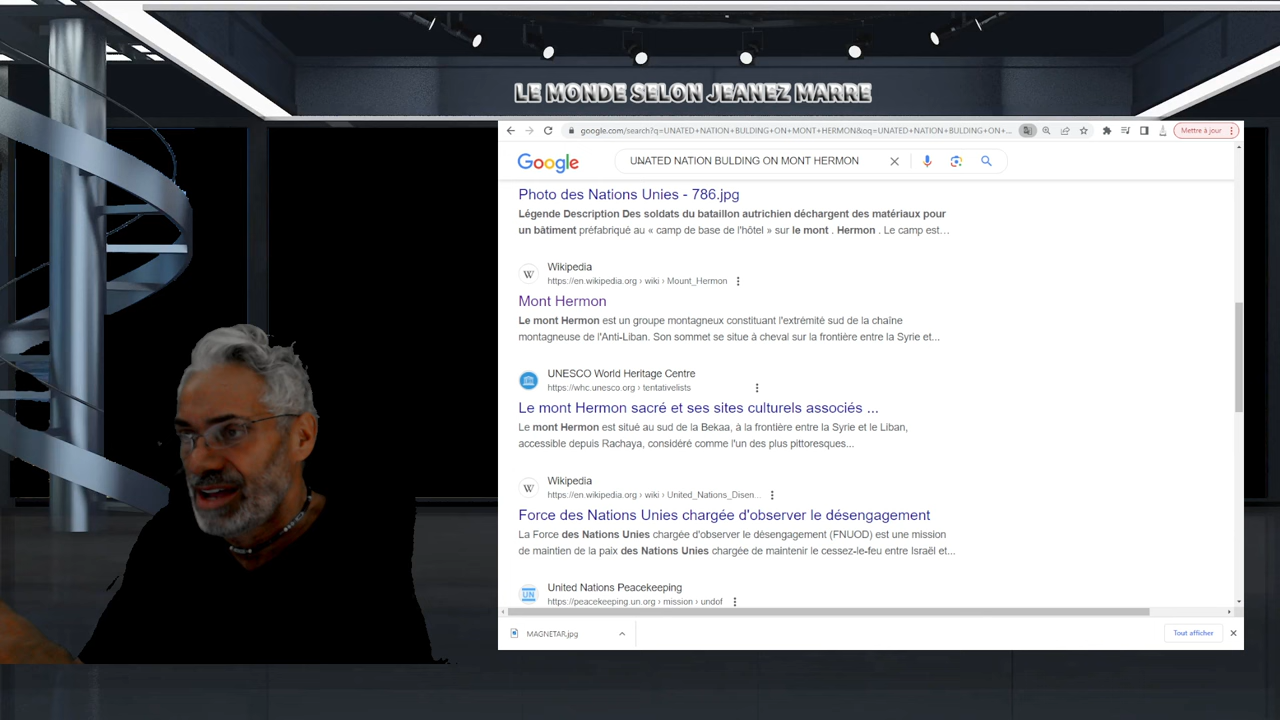 LE MONDE SELON JEANEZ MARRE
google.com/search?q=UNATED+NATION+BULDING+ON+MONT+HERMON&oq=UNATED+NATION+BULDING+ON+...
Mettre à jour
Google
UNATED NATION BULDING ON MONT HERMON
Photo des Nations Unies - 786.jpg
Légende Description Des soldats du bataillon autrichien déchargent des matériaux pour
un bâtiment préfabriqué au « camp de base de l'hôtel » sur le mont . Hermon . Le camp est...
W
Wikipedia
https://en.wikipedia.org › wiki › Mount_Hermon
Mont Hermon
Le mont Hermon est un groupe montagneux constituant l'extrémité sud de la chaîne
montagneuse de l'Anti-Liban. Son sommet se situe à cheval sur la frontière entre la Syrie et...
UNESCO World Heritage Centre
https://whc.unesco.org › tentativelists
Le mont Hermon sacré et ses sites culturels associés ...
Le mont Hermon est situé au sud de la Bekaa, à la frontière entre la Syrie et le Liban,
accessible depuis Rachaya, considéré comme l'un des plus pittoresques...
W
Wikipedia
https://en.wikipedia.org › wiki › United_Nations_Disen...
Force des Nations Unies chargée d'observer le désengagement
La Force des Nations Unies chargée d'observer le désengagement (FNUOD) est une mission
de maintien de la paix des Nations Unies chargée de maintenir le cessez-le-feu entre Israël et...
UN
United Nations Peacekeeping
https://peacekeeping.un.org › mission › undof
MAGNETAR.jpg
Tout afficher